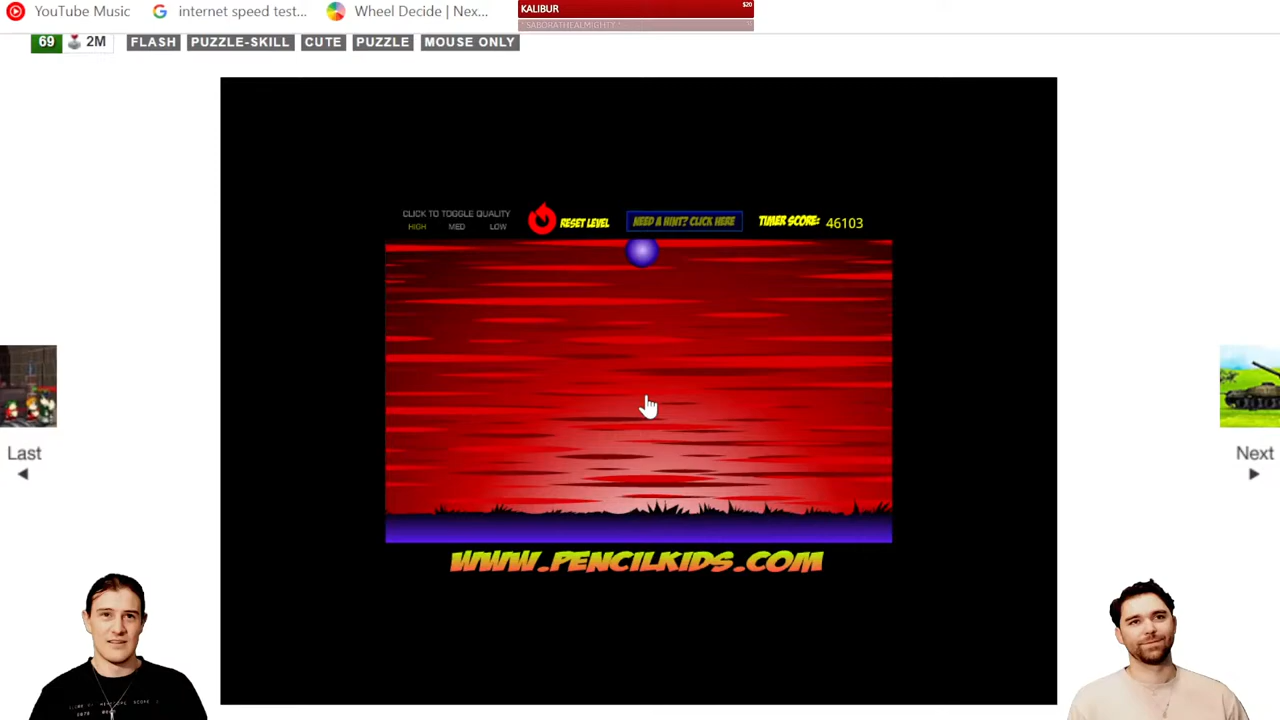 YouTube Music
internet speed test...
Wheel Decide | Nex...
KALIBUR $20
*SABORATHEALMIGHTY*
69 2M FLASH PUZZLE-SKILL CUTE PUZZLE MOUSE ONLY
CLICK TO TOGGLE QUALITY
HIGH MED LOW
RESET LEVEL
NEED A HINT? CLICK HERE
TIMER SCORE: 46103
Last
Next
WWW.PENCILKIDS.COM